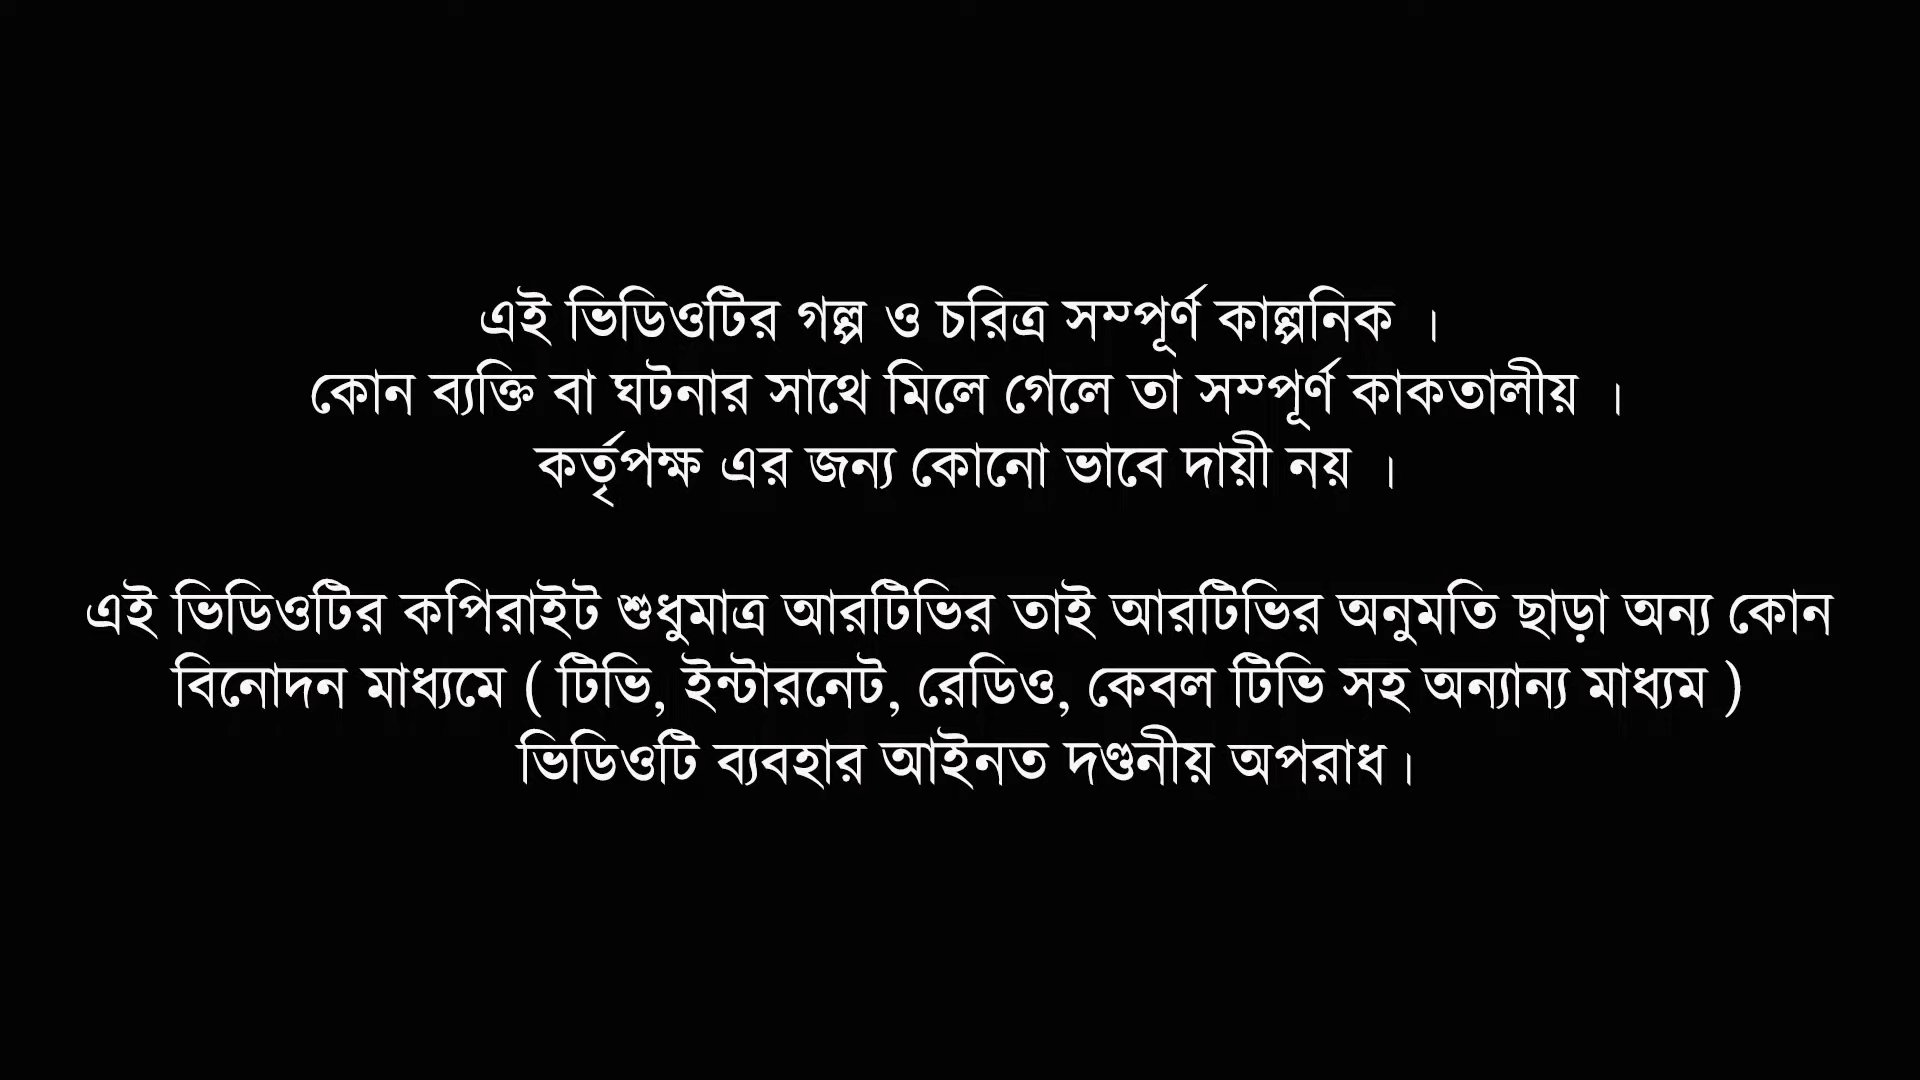 এই ভিডিওটির গল্প ও চরিত্র সম্পূর্ণ কাল্পনিক ।
কোন ব্যক্তি বা ঘটনার সাথে মিলে গেলে তা সম্পূর্ণ কাকতালীয় ।
কর্তৃপক্ষ এর জন্য কোনো ভাবে দায়ী নয় ।
এই ভিডিওটির কপিরাইট শুধুমাত্র আরটিভির তাই আরটিভির অনুমতি ছাড়া অন্য কোন
বিনোদন মাধ্যমে ( টিভি, ইন্টারনেট, রেডিও, কেবল টিভি সহ অন্যান্য মাধ্যম )
ভিডিওটি ব্যবহার আইনত দণ্ডনীয় অপরাধ।